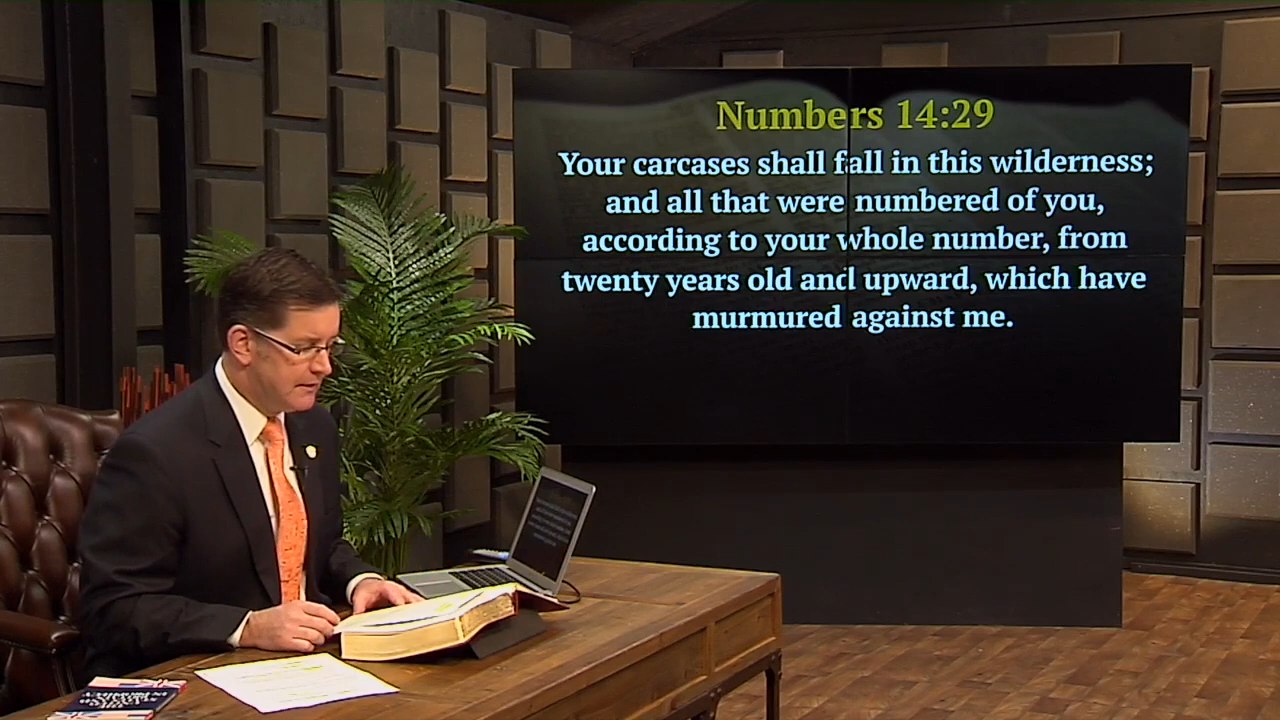 Numbers 14:29
Your carcases shall fall in this wilderness;
and all that were numbered of you,
according to your whole number, from
twenty years old and upward, which have
murmured against me.